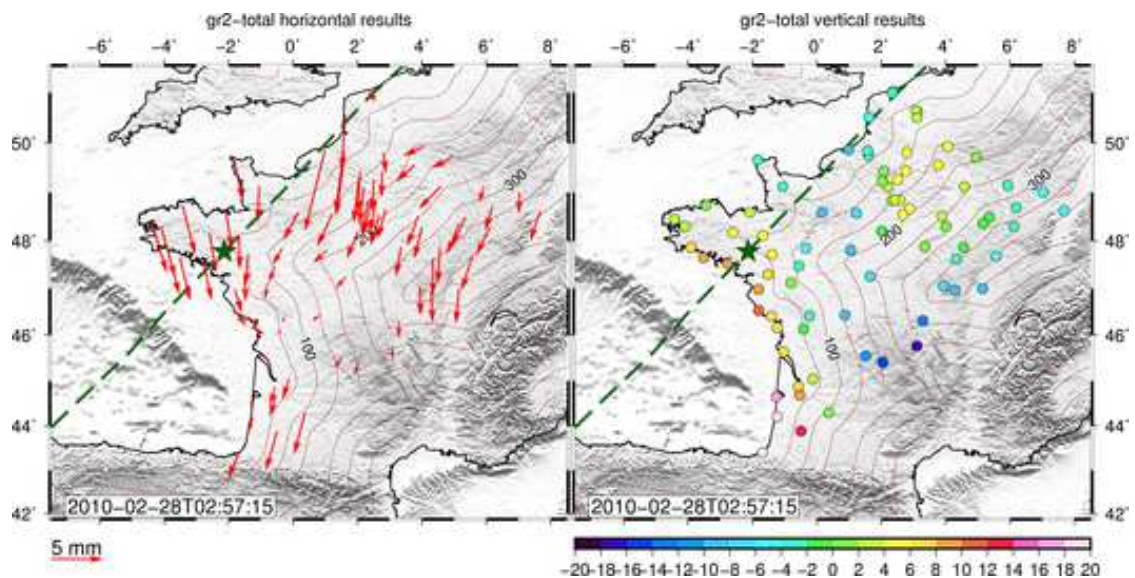 gr2-total horizontal results
gr2-total vertical results
-6˚ -4˚ -2˚ 0˚ 2˚ 4˚ 6˚ 8˚
-6˚ -4˚ -2˚ 0˚ 2˚ 4˚ 6˚ 8˚
50˚ 50˚
48˚ 48˚
46˚ 46˚
44˚ 44˚
42˚ 42˚
300
100
300
200
100
2010-02-28T02:57:15
2010-02-28T02:57:15
5 mm
-20-18-16-14-12-10 -8 -6 -4 -2 0 2 4 6 8 10 12 14 16 18 20